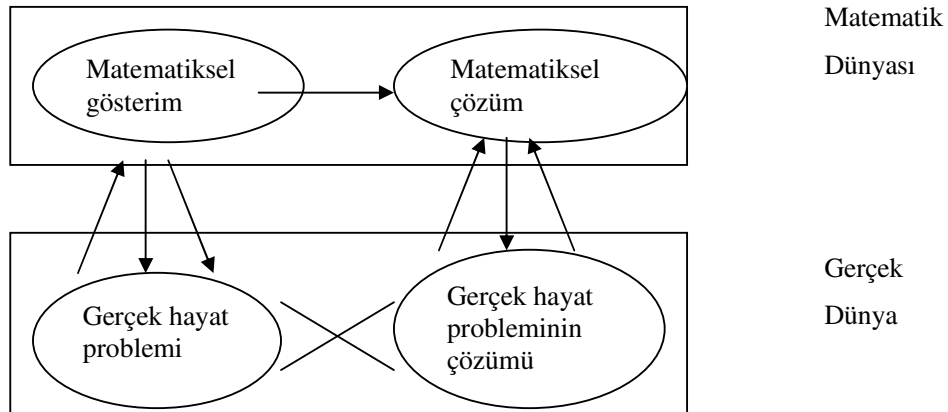 Matematik
Dünyası
Matematiksel
gösterim
Matematiksel
çözüm
Gerçek
Dünya
Gerçek hayat
problemi
Gerçek hayat
probleminin
çözümü